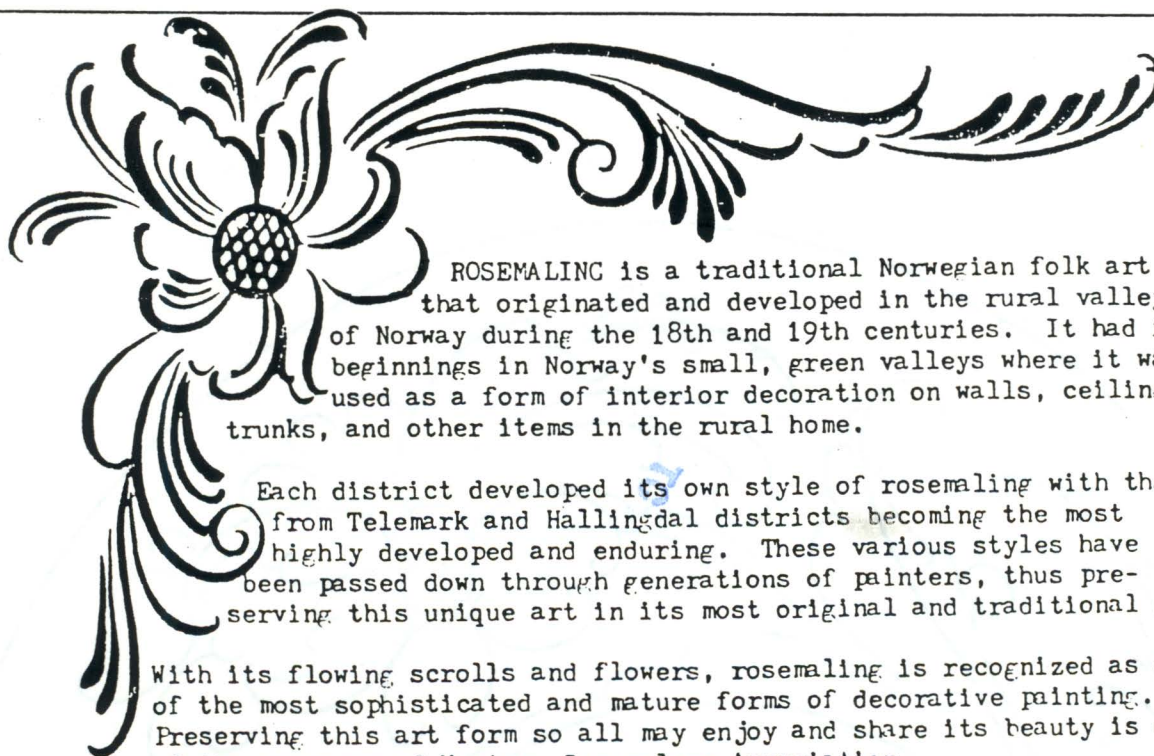 ROSEMALING is a traditional Norwegian folk art
that originated and developed in the rural
of Norway during the 18th and 19th centuries. It had
beginnings in Norway's small, green valleys where it
used as a form of interior decoration on walls,
trunks, and other items in the rural home.
Each district developed its own style of rosemaling with
from Telemark and Hallingdal districts becoming the most
highly developed and enduring. These various styles have
been passed down through generations of painters, thus pre-
serving this unique art in its most original and traditional
With its flowing scrolls and flowers, rosemaling is recognized as
of the most sophisticated and mature forms of decorative painting.
Preserving this art form so all may enjoy and share its beauty is